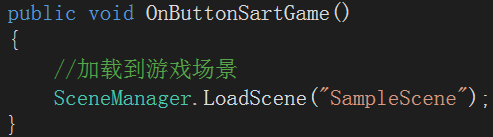 public void OnButtonSartGame()
{
//加载到游戏场景
SceneManager.LoadScene("SampleScene");
}